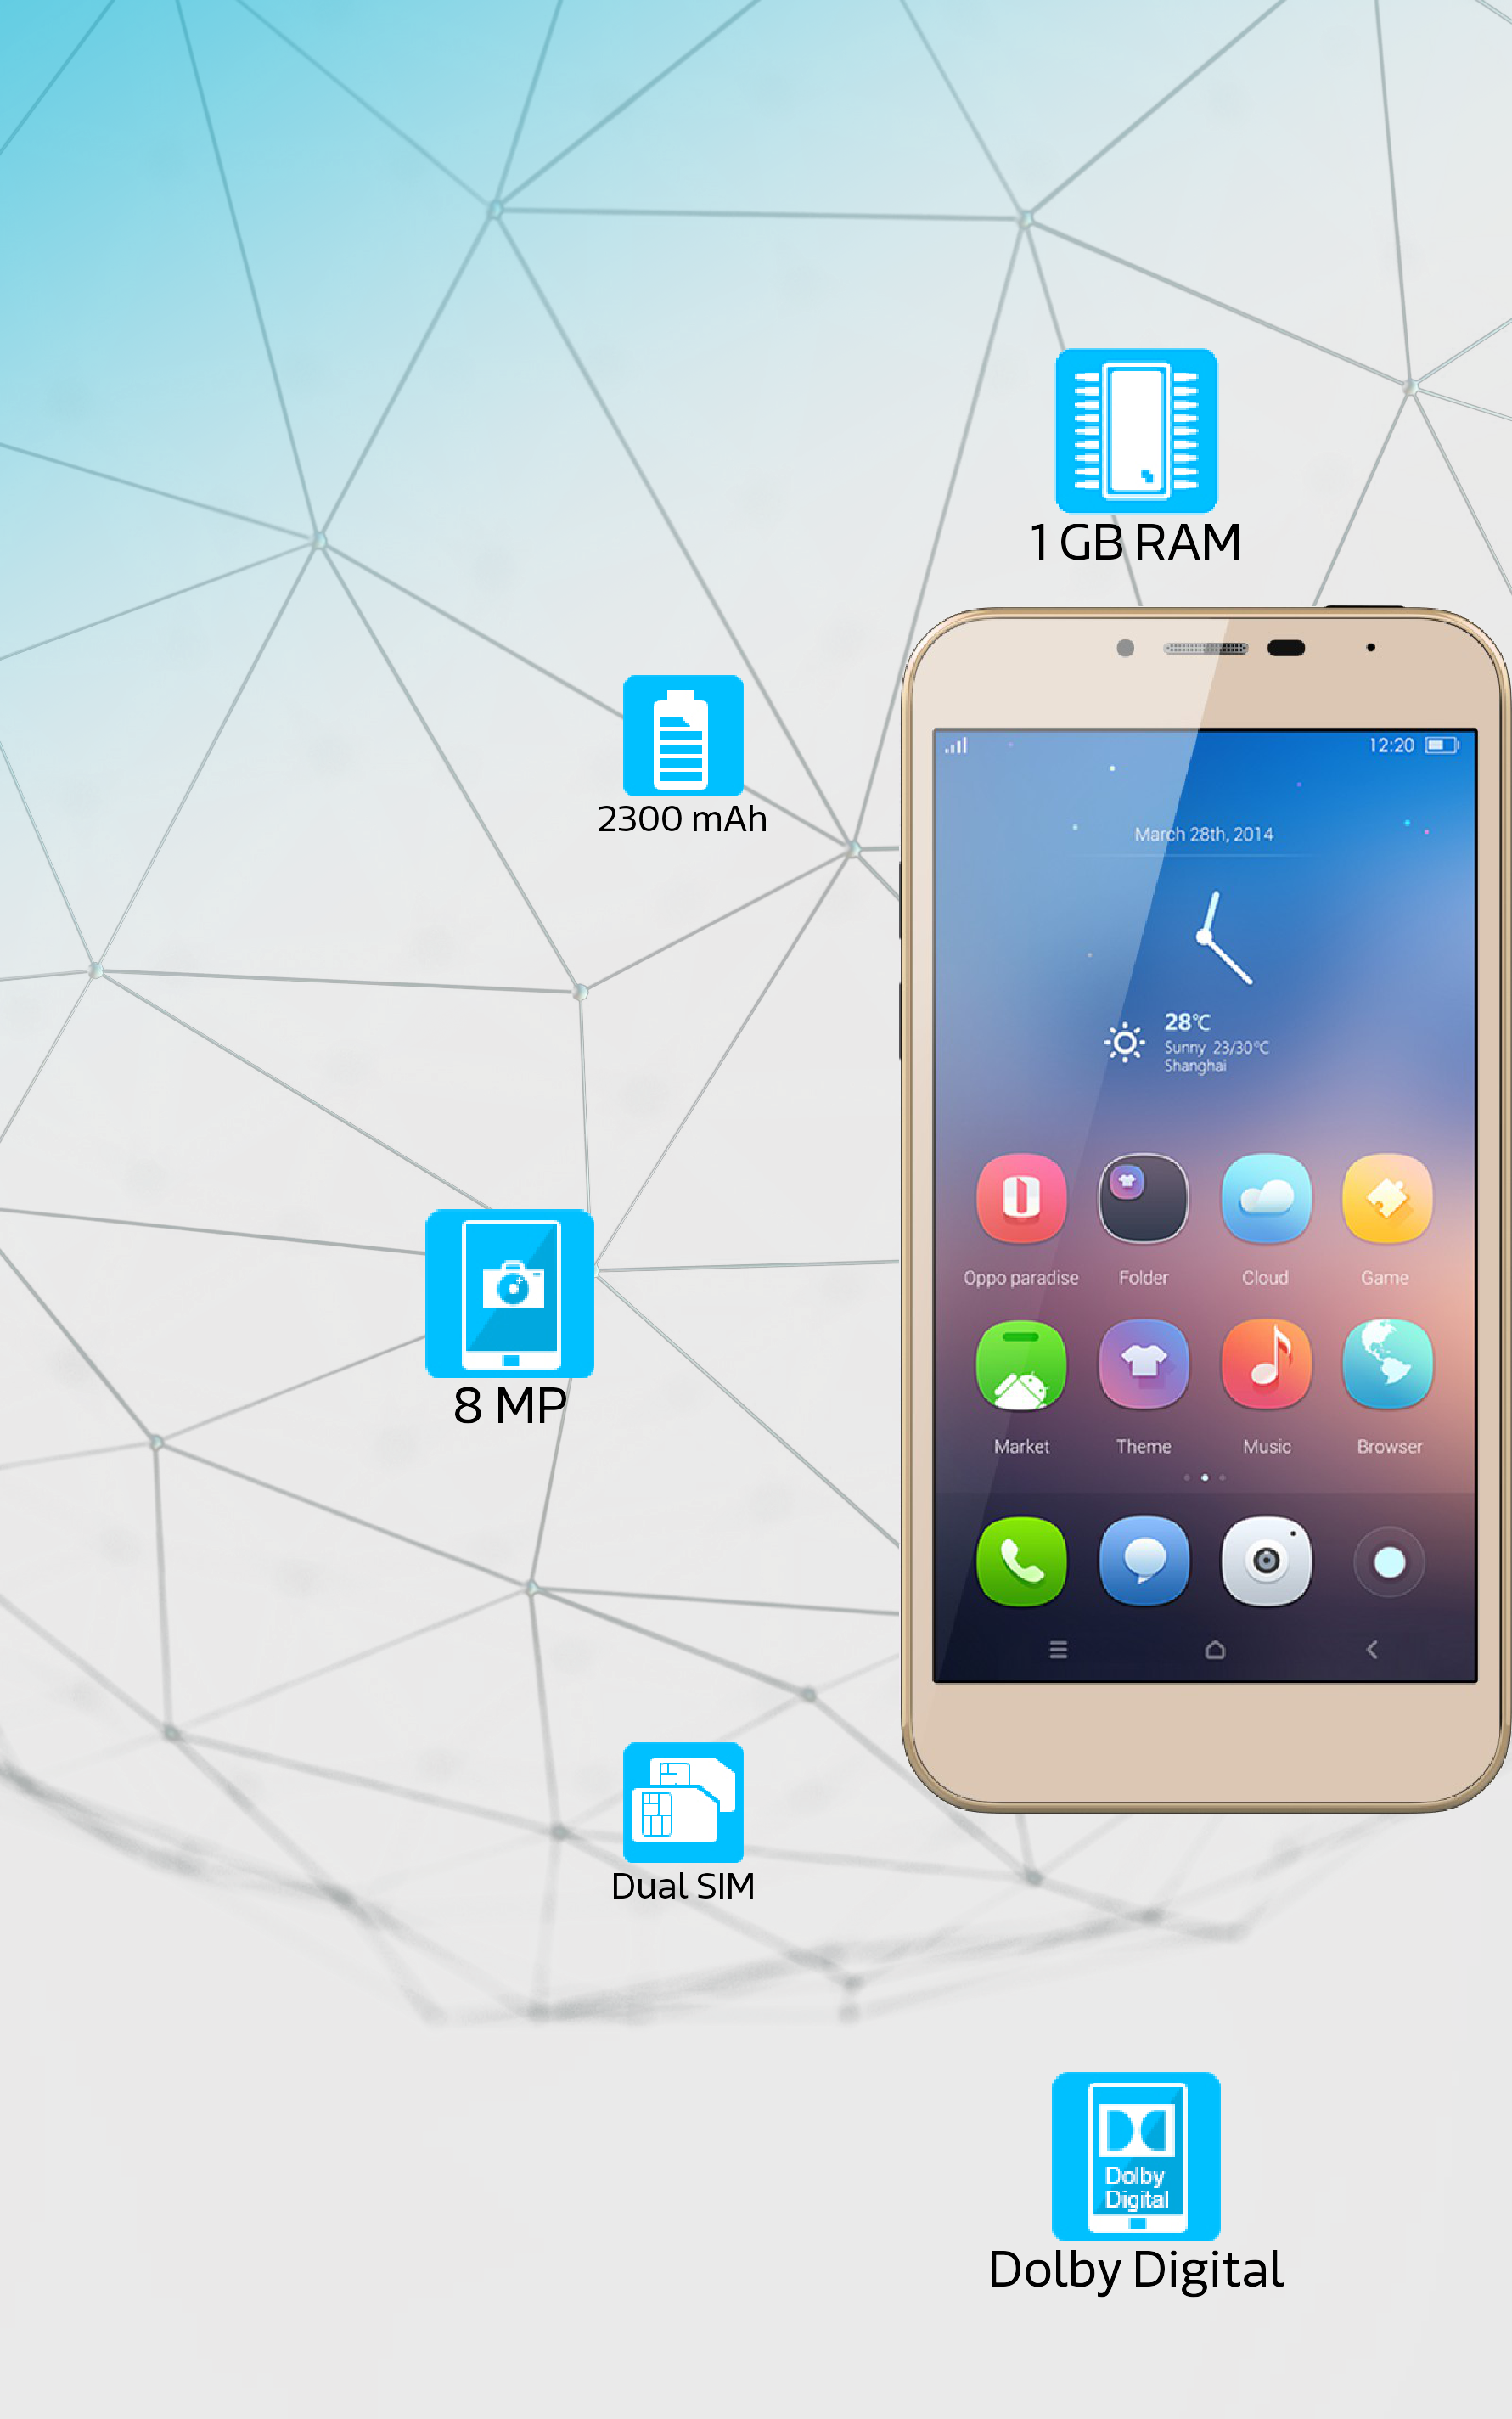 1 GB RAM
2300 mAh
12:20
March 28th, 2014
28°C
Sunny 23/30°C
Shanghai
Oppo paradise
Folder
Cloud
Game
8 MP
Market
Theme
Music
Browser
Dual SIM
Dolby
Digital
Dolby Digital